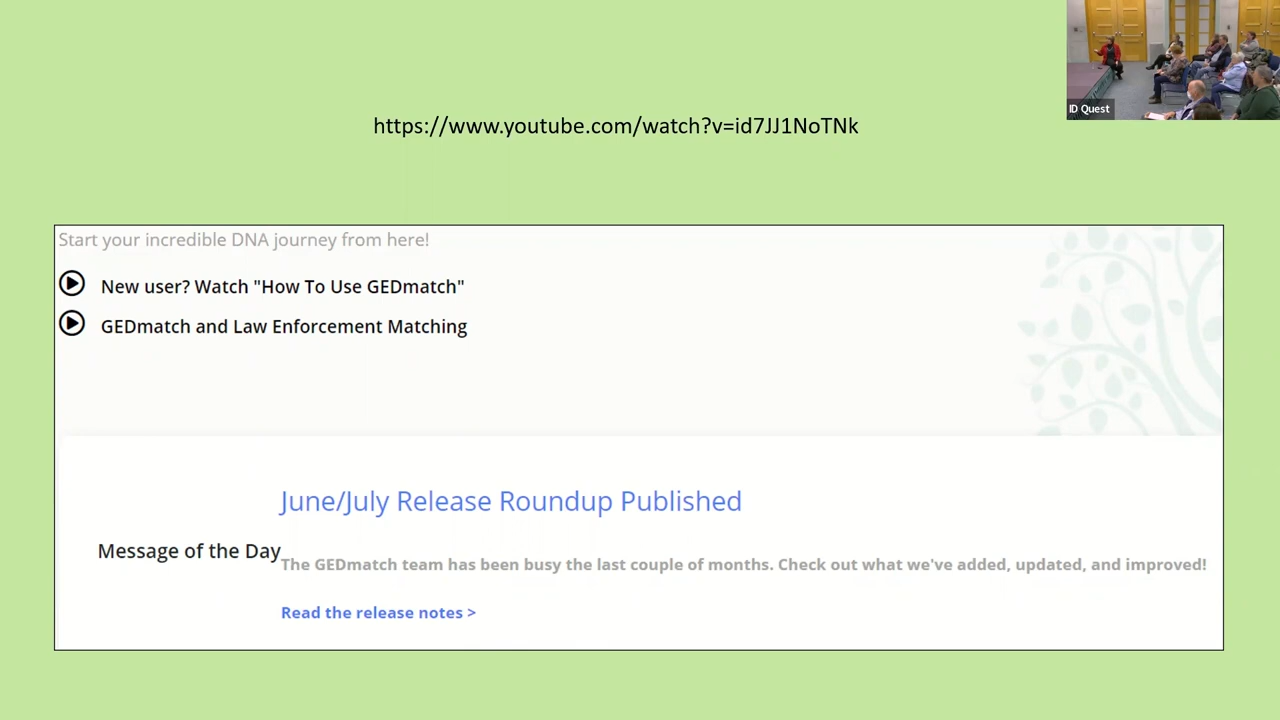 ID Quest
https://www.youtube.com/watch?v=id7JJ1NoTNk
Start your incredible DNA journey from here!
New user? Watch "How To Use GEDmatch"
GEDmatch and Law Enforcement Matching
June/July Release Roundup Published
Message of the Day
The GEDmatch team has been busy the last couple of months. Check out what we've added, updated, and improved!
Read the release notes >